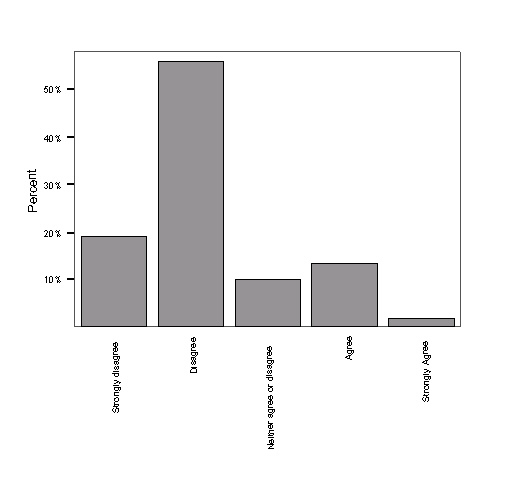 Percent
50%
40%
30%
20%
10%
Strongly disagree
Disagree
Neither agree or disagree
Agree
Strongly Agree